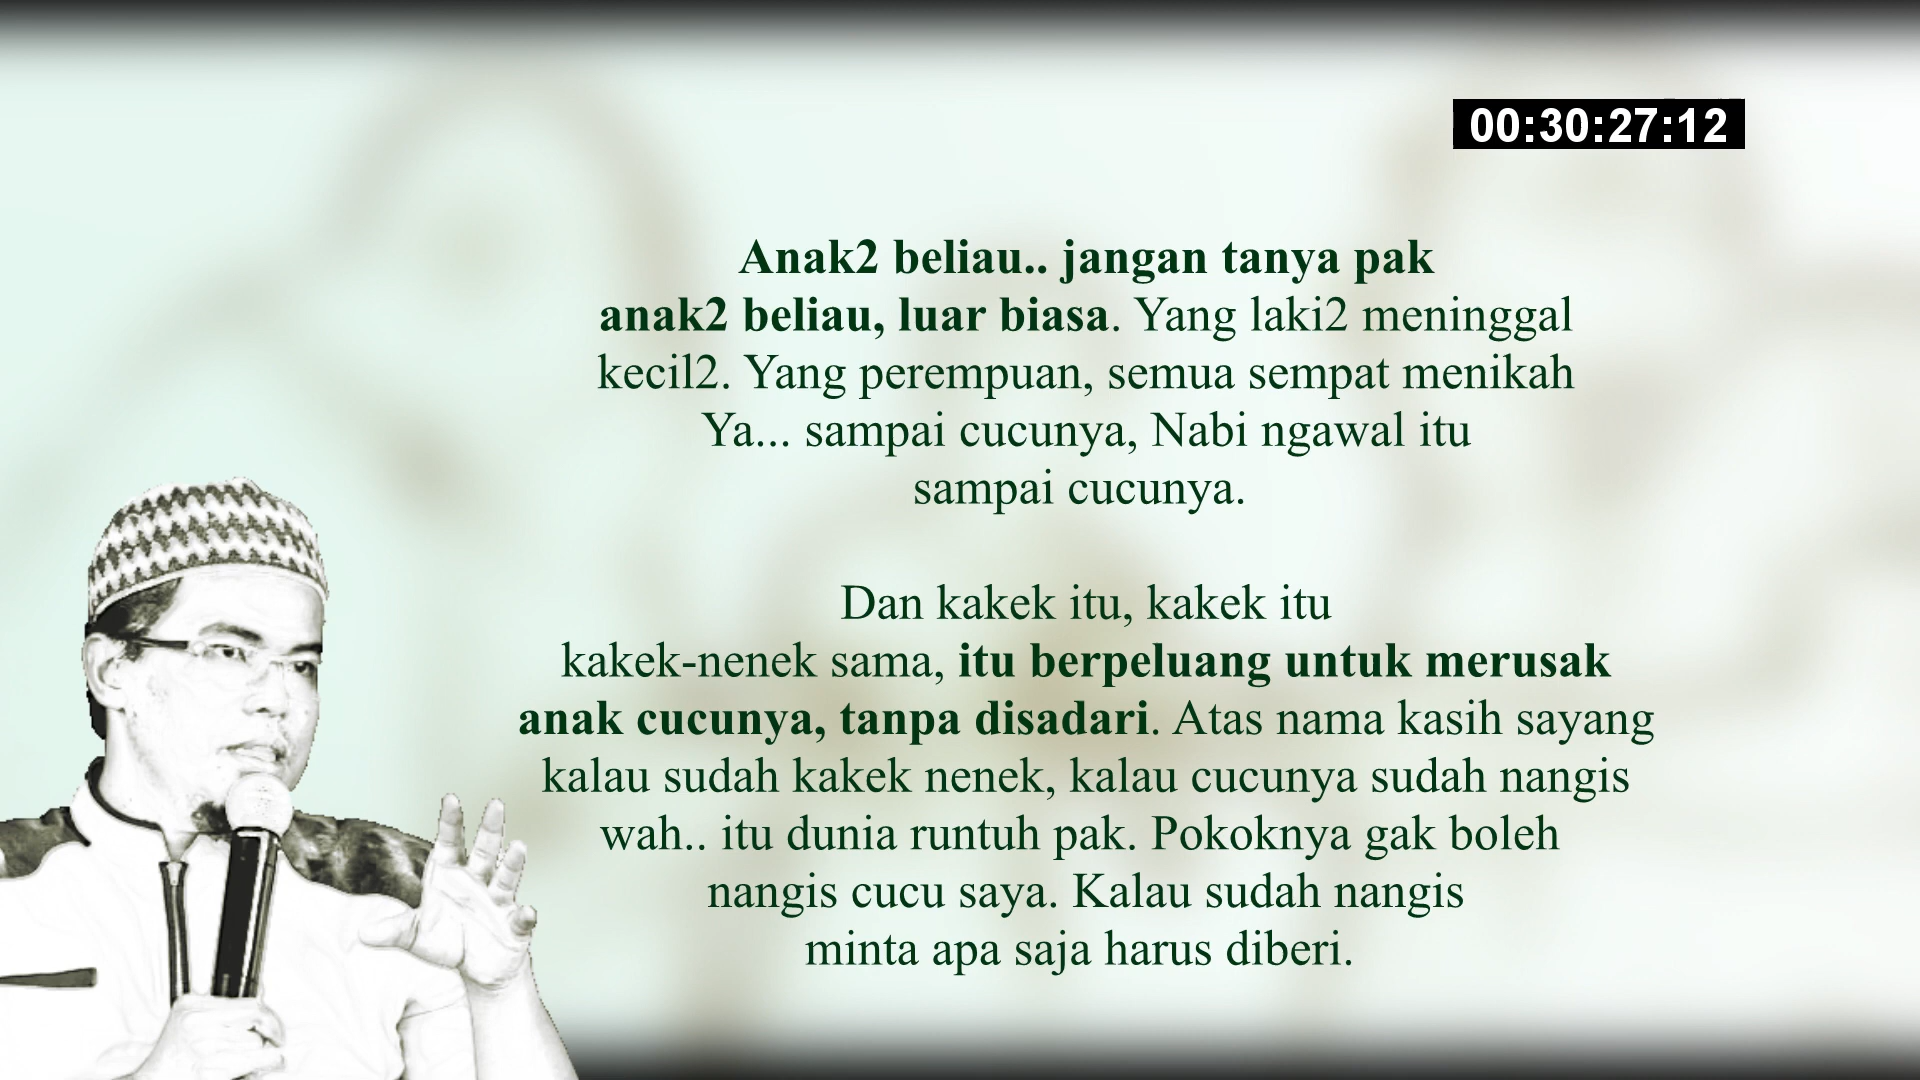 00:30:27:12
Anak2 beliau.. jangan tanya pak
anak2 beliau, luar biasa. Yang laki2 meninggal
kecil2. Yang perempuan, semua sempat menikah
Ya... sampai cucunya, Nabi ngawal itu
sampai cucunya.
Dan kakek itu, kakek itu
kakek-nenek sama, itu berpeluang untuk merusak
anak cucunya, tanpa disadari. Atas nama kasih sayang
kalau sudah kakek nenek, kalau cucunya sudah nangis
wah.. itu dunia runtuh pak. Pokoknya gak boleh
nangis cucu saya. Kalau sudah nangis
minta apa saja harus diberi.